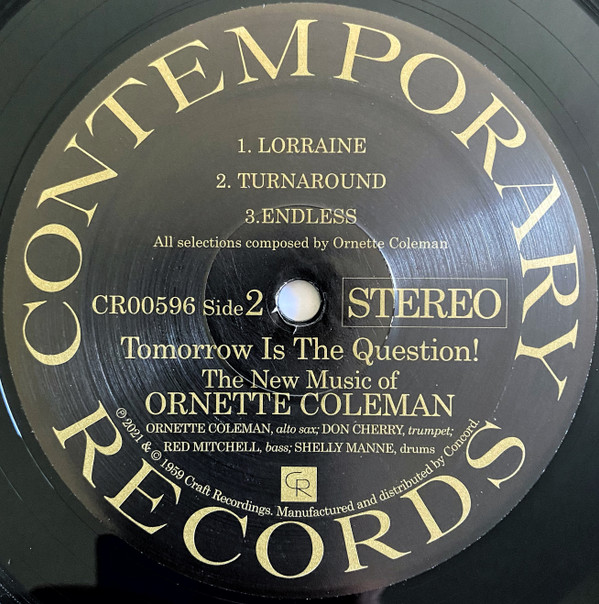 CONTEMPORARY
1. LORRAINE
2. TURNAROUND
3.ENDLESS
All selections composed by Ornette Coleman
CR00596 Side 2
STEREO
Tomorrow Is The Question!
The New Music of
ORNETTE COLEMAN
ORNETTE COLEMAN, alto sax; DON CHERRY, trumpet;
RED MITCHELL, bass; SHELLY MANNE, drums
℗ 2021 & © 1959 Craft Recordings. Manufactured and distributed by Concord.
CR
RECORDS